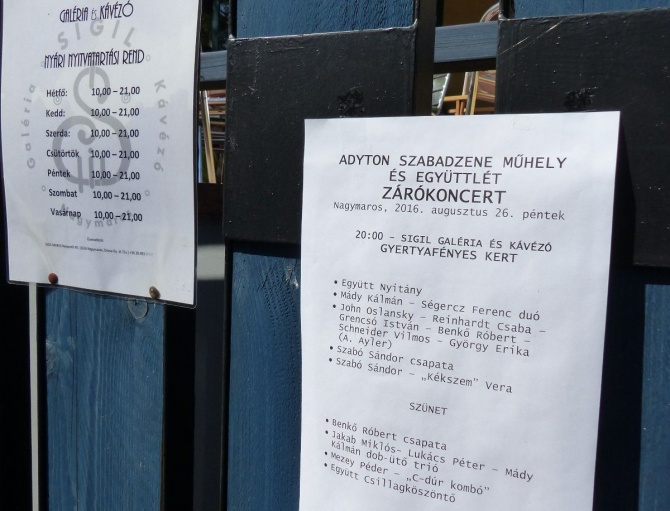 GALÉRIA ÉS KÁVÉZÓ
SIGIL
Galéria
Kávézó
Nagymaros
NYÁRI NYITVATARTÁSI REND
Hétfő: 10,00 – 21,00
Kedd: 10,00 – 21,00
Szerda: 10,00 – 21,00
Csütörtök 10,00 – 21,00
Péntek 10,00 – 21,00
Szombat 10,00 – 21,00
Vasárnap 10,00 – 21,00
ADYTON SZABADZENE MŰHELY
ÉS EGYÜTTLÉT
ZÁRÓKONCERT
Nagymaros, 2016. augusztus 26. péntek
20:00 – SIGIL GALÉRIA ÉS KÁVÉZÓ
GYERTYAFÉNYES KERT
• Együtt Nyitány
• Mády Kálmán – Ségercz Ferenc duó
• John Oslansky – Reinhardt Csaba –
Grencsó István – Benkő Róbert –
Schneider Vilmos – György Erika
(A. Ayler)
• Szabó Sándor csapata
• Szabó Sándor – „Kékszem” Vera
SZÜNET
• Benkő Róbert csapata
• Jakab Miklós- Lukács Péter – Mády
Kálmán dob-ütő trió
• Mezey Péder – „C-dúr kombó”
• Együtt Csillagköszöntő